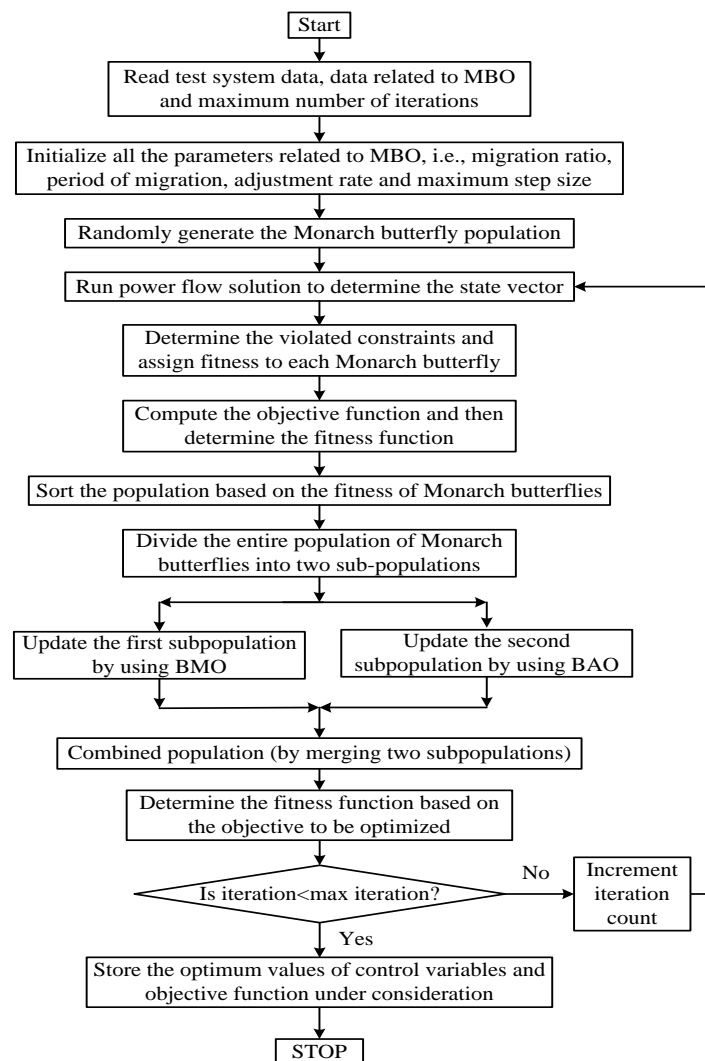 Start
Read test system data, data related to MBO
and maximum number of iterations
Initialize all the parameters related to MBO, i.e., migration ratio,
period of migration, adjustment rate and maximum step size
Randomly generate the Monarch butterfly population
Run power flow solution to determine the state vector
Determine the violated constraints and
assign fitness to each Monarch butterfly
Compute the objective function and then
determine the fitness function
Sort the population based on the fitness of Monarch butterflies
Divide the entire population of Monarch
butterflies into two sub-populations
Update the first subpopulation
by using BMO
Update the second
subpopulation by using BAO
Combined population (by merging two subpopulations)
Determine the fitness function based on
the objective to be optimized
Is iteration<max iteration?
No
Increment
iteration
count
Yes
Store the optimum values of control variables and
objective function under consideration
STOP